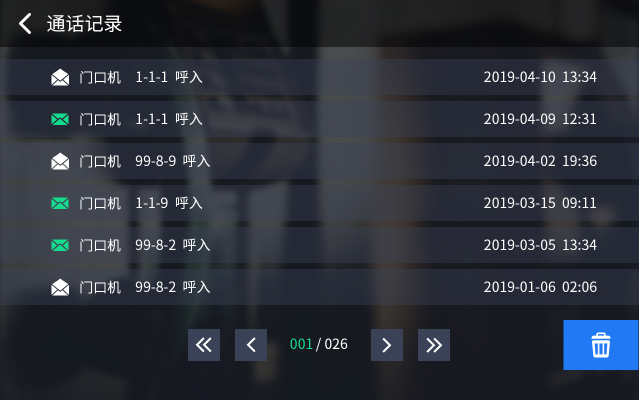 通话记录
门口机 1-1-1 呼入 2019-04-10 13:34
门口机 1-1-1 呼入 2019-04-09 12:31
门口机 99-8-9 呼入 2019-04-02 19:36
门口机 1-1-9 呼入 2019-03-15 09:11
门口机 99-8-2 呼入 2019-03-05 13:34
门口机 99-8-2 呼入 2019-01-06 02:06
001 / 026